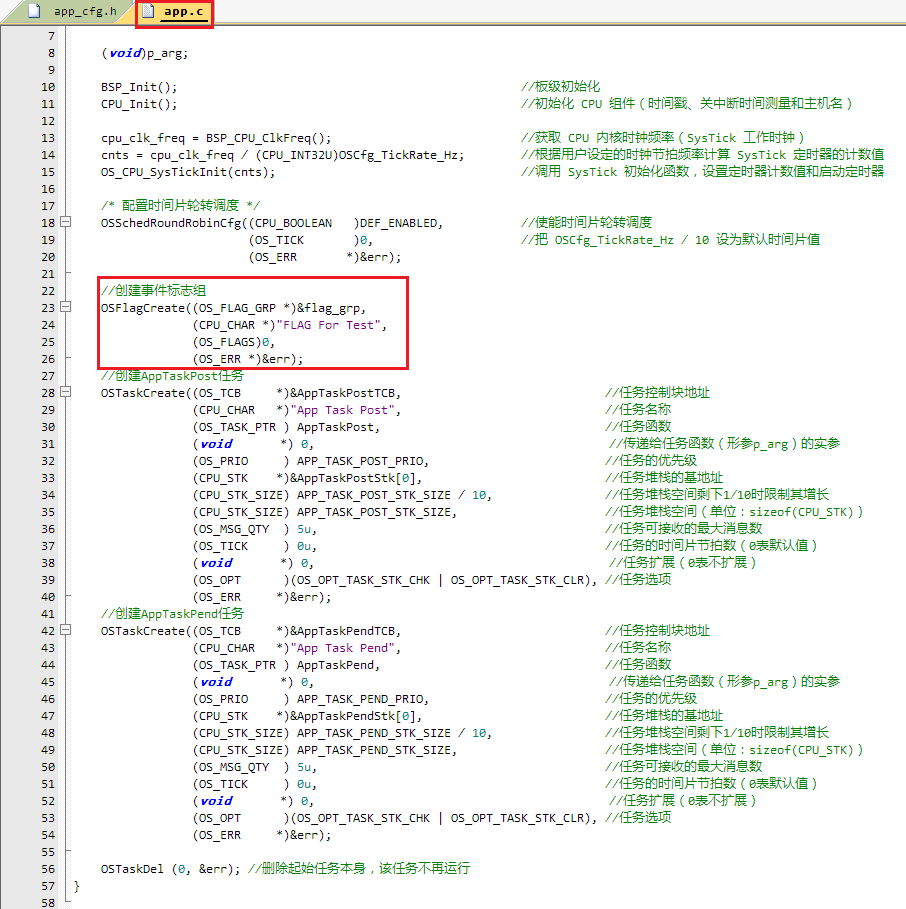 app_cfg.h app.c
7
8 (void)p_arg;
9
10 BSP_Init(); //板级初始化
11 CPU_Init(); //初始化 CPU 组件（时间戳、关中断时间测量和主机名）
12
13 cpu_clk_freq = BSP_CPU_ClkFreq(); //获取 CPU 内核时钟频率（SysTick 工作时钟）
14 cnts = cpu_clk_freq / (CPU_INT32U)OSCfg_TickRate_Hz; //根据用户设定的时钟节拍频率计算 SysTick 定时器的计数值
15 OS_CPU_SysTickInit(cnts); //调用 SysTick 初始化函数，设置定时器计数值和启动定时器
16
17 /* 配置时间片轮转调度 */
18 OSSchedRoundRobinCfg((CPU_BOOLEAN )DEF_ENABLED, //使能时间片轮转调度
19 (OS_TICK )0, //把 OSCfg_TickRate_Hz / 10 设为默认时间片值
20 (OS_ERR *)&err);
21
22 //创建事件标志组
23 OSFlagCreate((OS_FLAG_GRP *)&flag_grp,
24 (CPU_CHAR *)"FLAG For Test",
25 (OS_FLAGS)0,
26 (OS_ERR *)&err);
27 //创建AppTaskPost任务
28 OSTaskCreate((OS_TCB *)&AppTaskPostTCB, //任务控制块地址
29 (CPU_CHAR *)"App Task Post", //任务名称
30 (OS_TASK_PTR ) AppTaskPost, //任务函数
31 (void *) 0, //传递给任务函数（形参p_arg）的实参
32 (OS_PRIO ) APP_TASK_POST_PRIO, //任务的优先级
33 (CPU_STK *)&AppTaskPostStk[0], //任务堆栈的基地址
34 (CPU_STK_SIZE) APP_TASK_POST_STK_SIZE / 10, //任务堆栈空间剩下1/10时限制其增长
35 (CPU_STK_SIZE) APP_TASK_POST_STK_SIZE, //任务堆栈空间（单位：sizeof(CPU_STK)）
36 (OS_MSG_QTY ) 5u, //任务可接收的最大消息数
37 (OS_TICK ) 0u, //任务的时间片节拍数（0表默认值）
38 (void *) 0, //任务扩展（0表不扩展）
39 (OS_OPT )(OS_OPT_TASK_STK_CHK | OS_OPT_TASK_STK_CLR), //任务选项
40 (OS_ERR *)&err);
41 //创建AppTaskPend任务
42 OSTaskCreate((OS_TCB *)&AppTaskPendTCB, //任务控制块地址
43 (CPU_CHAR *)"App Task Pend", //任务名称
44 (OS_TASK_PTR ) AppTaskPend, //任务函数
45 (void *) 0, //传递给任务函数（形参p_arg）的实参
46 (OS_PRIO ) APP_TASK_PEND_PRIO, //任务的优先级
47 (CPU_STK *)&AppTaskPendStk[0], //任务堆栈的基地址
48 (CPU_STK_SIZE) APP_TASK_PEND_STK_SIZE / 10, //任务堆栈空间剩下1/10时限制其增长
49 (CPU_STK_SIZE) APP_TASK_PEND_STK_SIZE, //任务堆栈空间（单位：sizeof(CPU_STK)）
50 (OS_MSG_QTY ) 5u, //任务可接收的最大消息数
51 (OS_TICK ) 0u, //任务的时间片节拍数（0表默认值）
52 (void *) 0, //任务扩展（0表不扩展）
53 (OS_OPT )(OS_OPT_TASK_STK_CHK | OS_OPT_TASK_STK_CLR), //任务选项
54 (OS_ERR *)&err);
55
56 OSTaskDel (0, &err); //删除起始任务本身，该任务不再运行
57 }
58